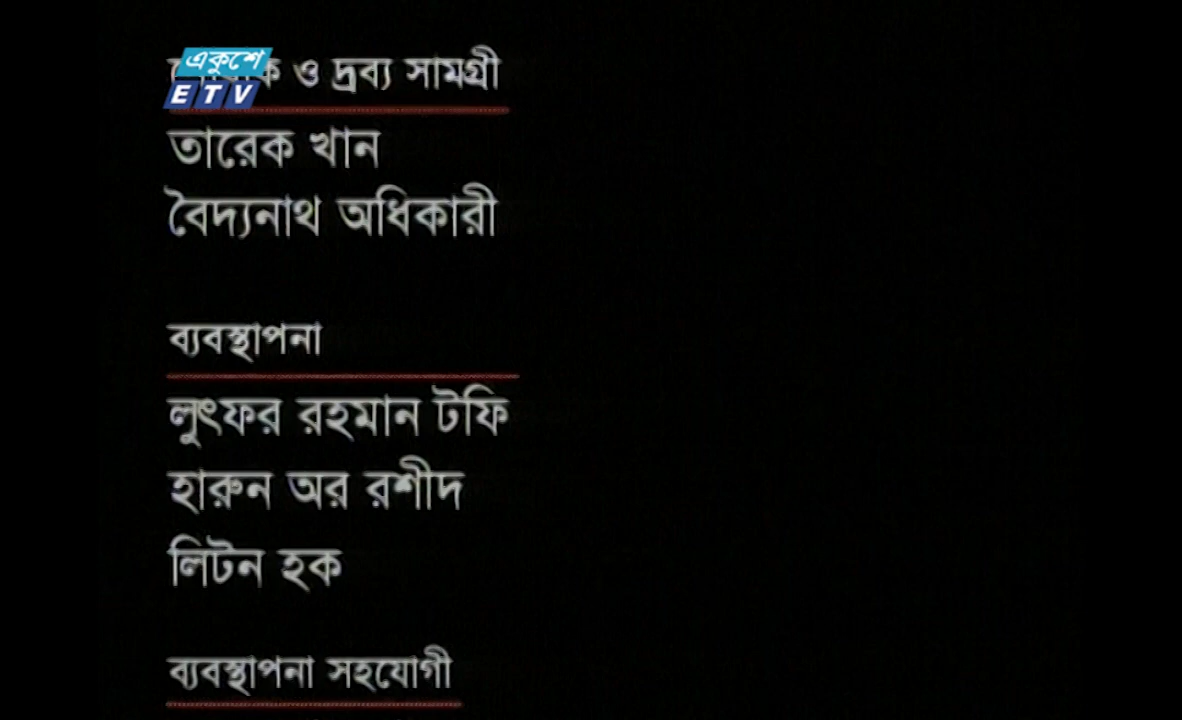 একুশে
ETV
ও দ্রব্য সামগ্রী
তারেক খান
বৈদ্যনাথ অধিকারী
ব্যবস্থাপনা
লুৎফর রহমান টফি
হারুন অর রশীদ
লিটন হক
ব্যবস্থাপনা সহযোগী